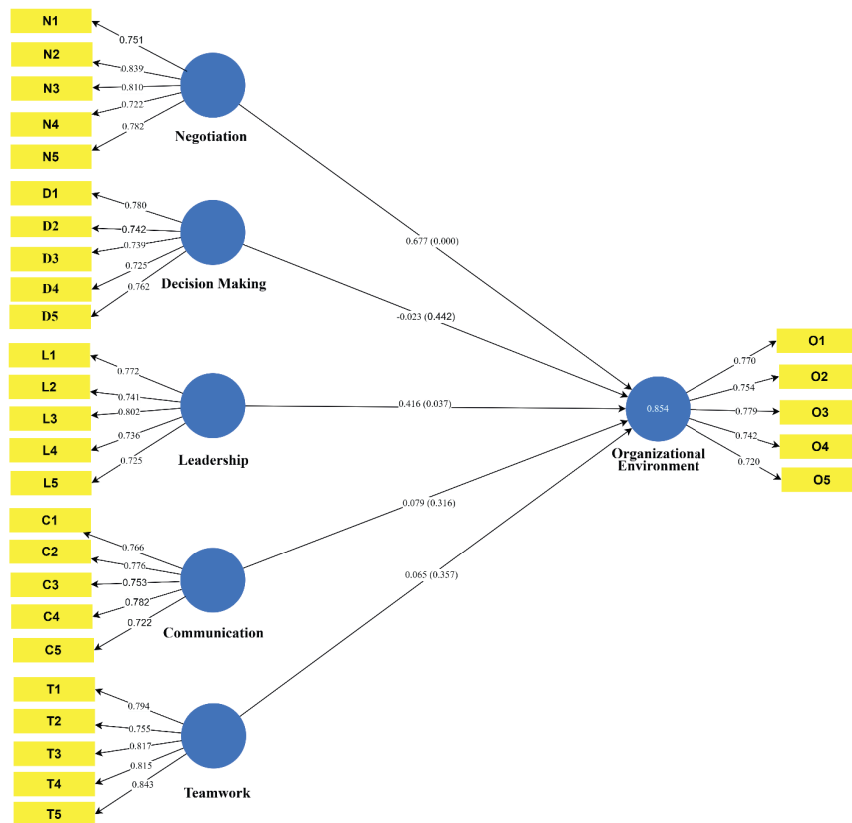 N1
0.751
N2
0.839
N3
0.810
N4
0.722
N5
0.782
Negotiation
0.677 (0.000)
D1
0.780
D2
0.742
D3
0.739
D4
0.725
D5
0.762
Decision Making
-0.023 (0.442)
L1
0.772
L2
0.741
L3
0.802
L4
0.736
L5
0.725
Leadership
0.416 (0.037)
C1
0.766
C2
0.776
C3
0.753
C4
0.782
C5
0.722
Communication
0.079 (0.316)
T1
0.794
T2
0.755
T3
0.817
T4
0.815
T5
0.843
Teamwork
0.065 (0.357)
0.854
Organizational
Environment
O1
0.770
O2
0.754
O3
0.779
O4
0.742
O5
0.720